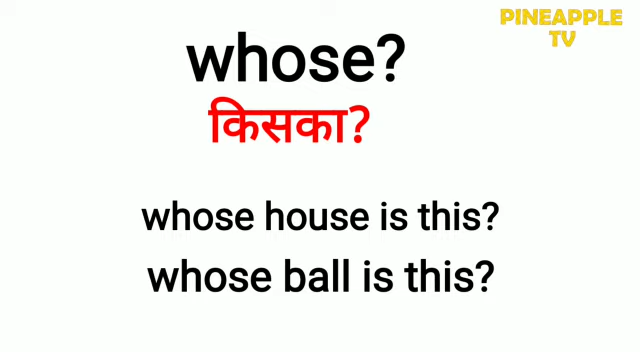 PINEAPPLE
TV
whose?
किसका?
whose house is this?
whose ball is this?